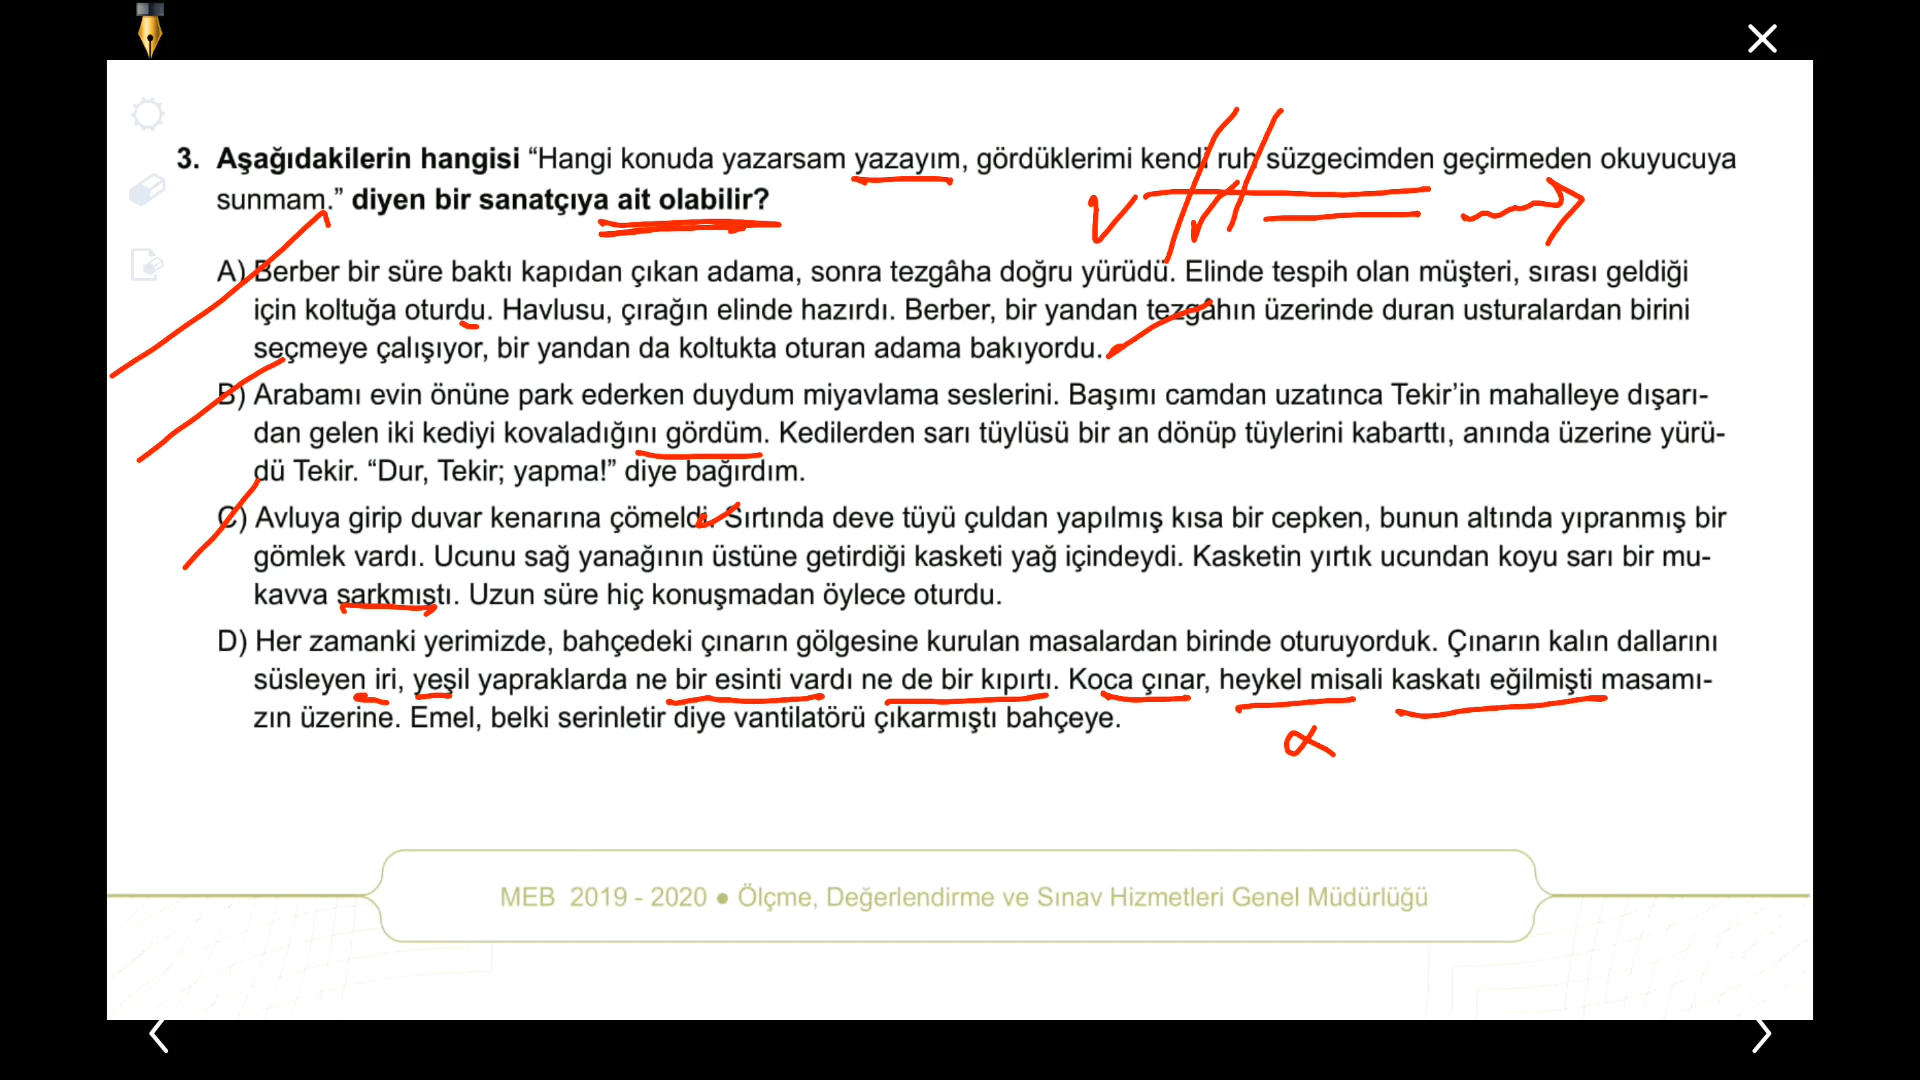 3. Aşağıdakilerin hangisi “Hangi konuda yazarsam yazayım, gördüklerimi kendi ruh süzgecimden geçirmeden okuyucuya
sunmam.” diyen bir sanatçıya ait olabilir?
A) Berber bir süre baktı kapıdan çıkan adama, sonra tezgâha doğru yürüdü. Elinde tespih olan müşteri, sırası geldiği
için koltuğa oturdu. Havlusu, çırağın elinde hazırdı. Berber, bir yandan tezgâhın üzerinde duran usturalardan birini
seçmeye çalışıyor, bir yandan da koltukta oturan adama bakıyordu.
B) Arabamı evin önüne park ederken duydum miyavlama seslerini. Başımı camdan uzatınca Tekir’in mahalleye dışarı-
dan gelen iki kediyi kovaladığını gördüm. Kedilerden sarı tüylüsü bir an dönüp tüylerini kabarttı, anında üzerine yürü-
dü Tekir. “Dur, Tekir; yapma!” diye bağırdım.
C) Avluya girip duvar kenarına çömeldi. Sırtında deve tüyü çuldan yapılmış kısa bir cepken, bunun altında yıpranmış bir
gömlek vardı. Ucunu sağ yanağının üstüne getirdiği kasketi yağ içindeydi. Kasketin yırtık ucundan koyu sarı bir mu-
kavva sarkmıştı. Uzun süre hiç konuşmadan öylece oturdu.
D) Her zamanki yerimizde, bahçedeki çınarın gölgesine kurulan masalardan birinde oturuyorduk. Çınarın kalın dallarını
süsleyen iri, yeşil yapraklarda ne bir esinti vardı ne de bir kıpırtı. Koca çınar, heykel misali kaskatı eğilmişti masamı-
zın üzerine. Emel, belki serinletir diye vantilatörü çıkarmıştı bahçeye.
MEB 2019 - 2020 ● Ölçme, Değerlendirme ve Sınav Hizmetleri Genel Müdürlüğü